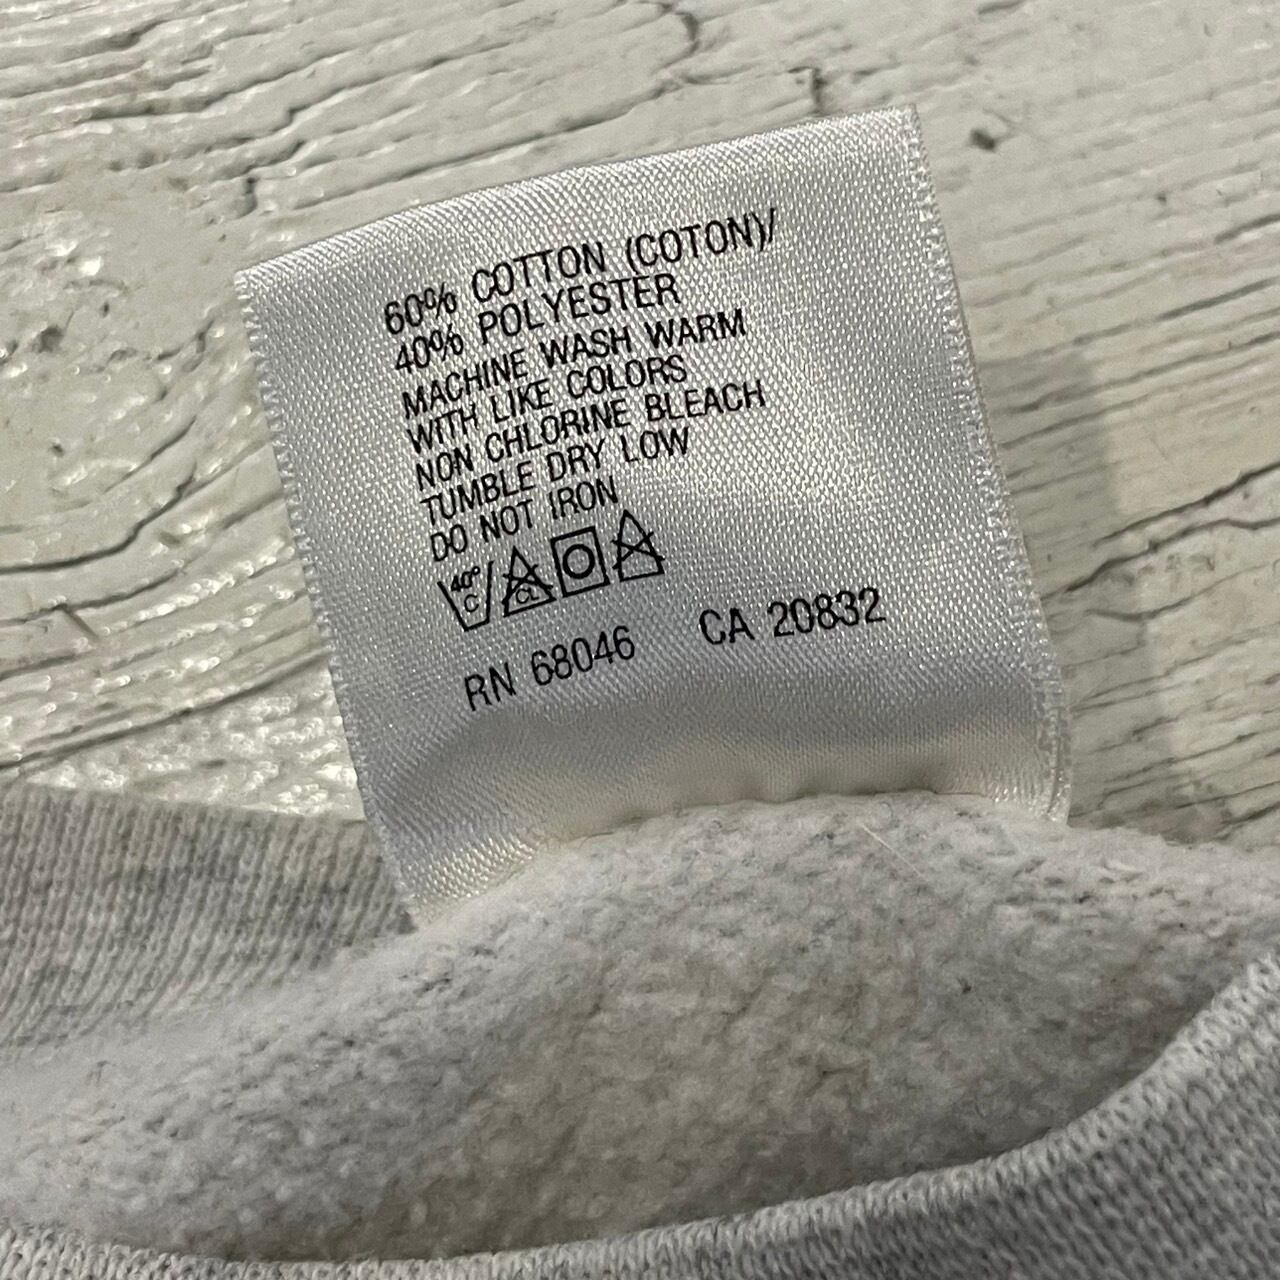 60% COTTON (COTON)/
40% POLYESTER
MACHINE WASH WARM
WITH LIKE COLORS
NON CHLORINE BLEACH
TUMBLE DRY LOW
DO NOT IRON
40°
C
CL
RN 68046 CA 20832